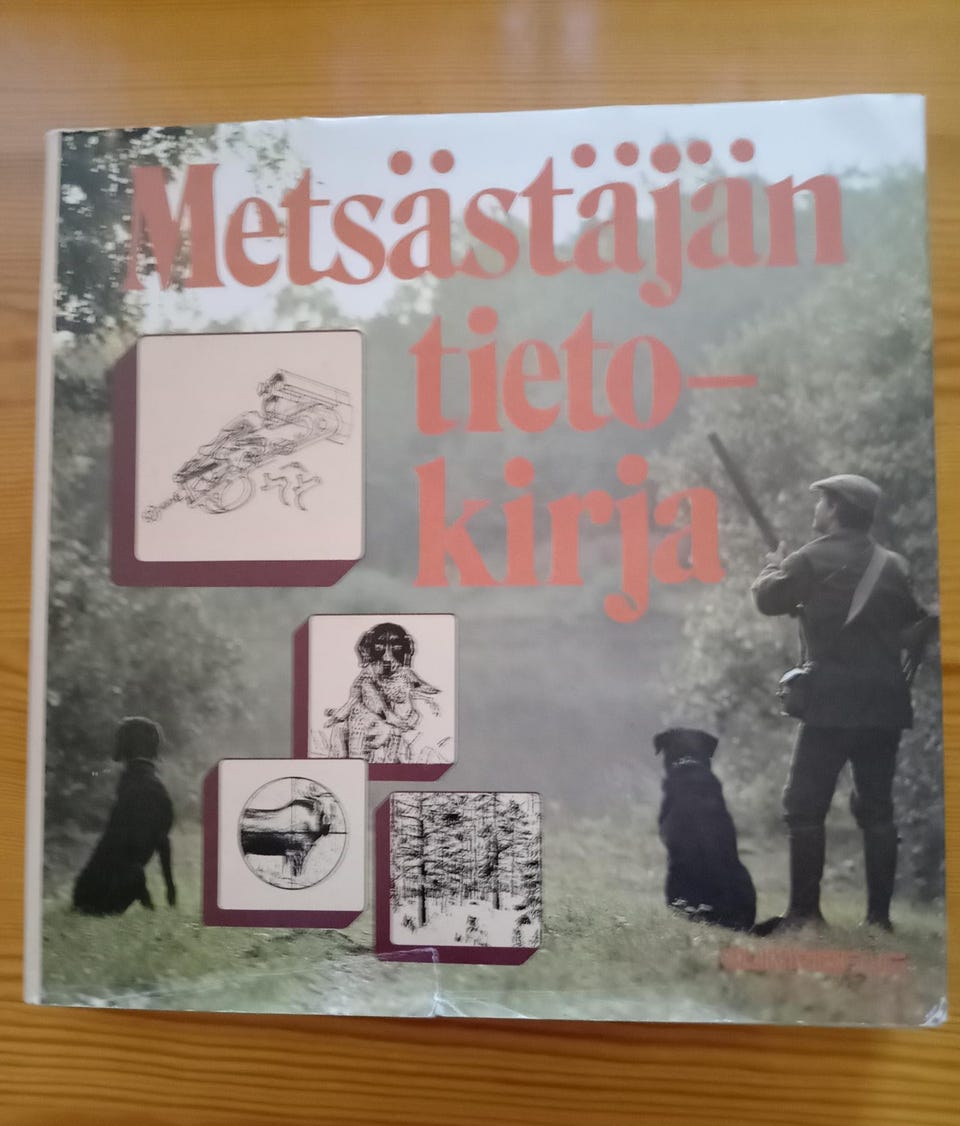 Metsästäjän
tieto-
kirja